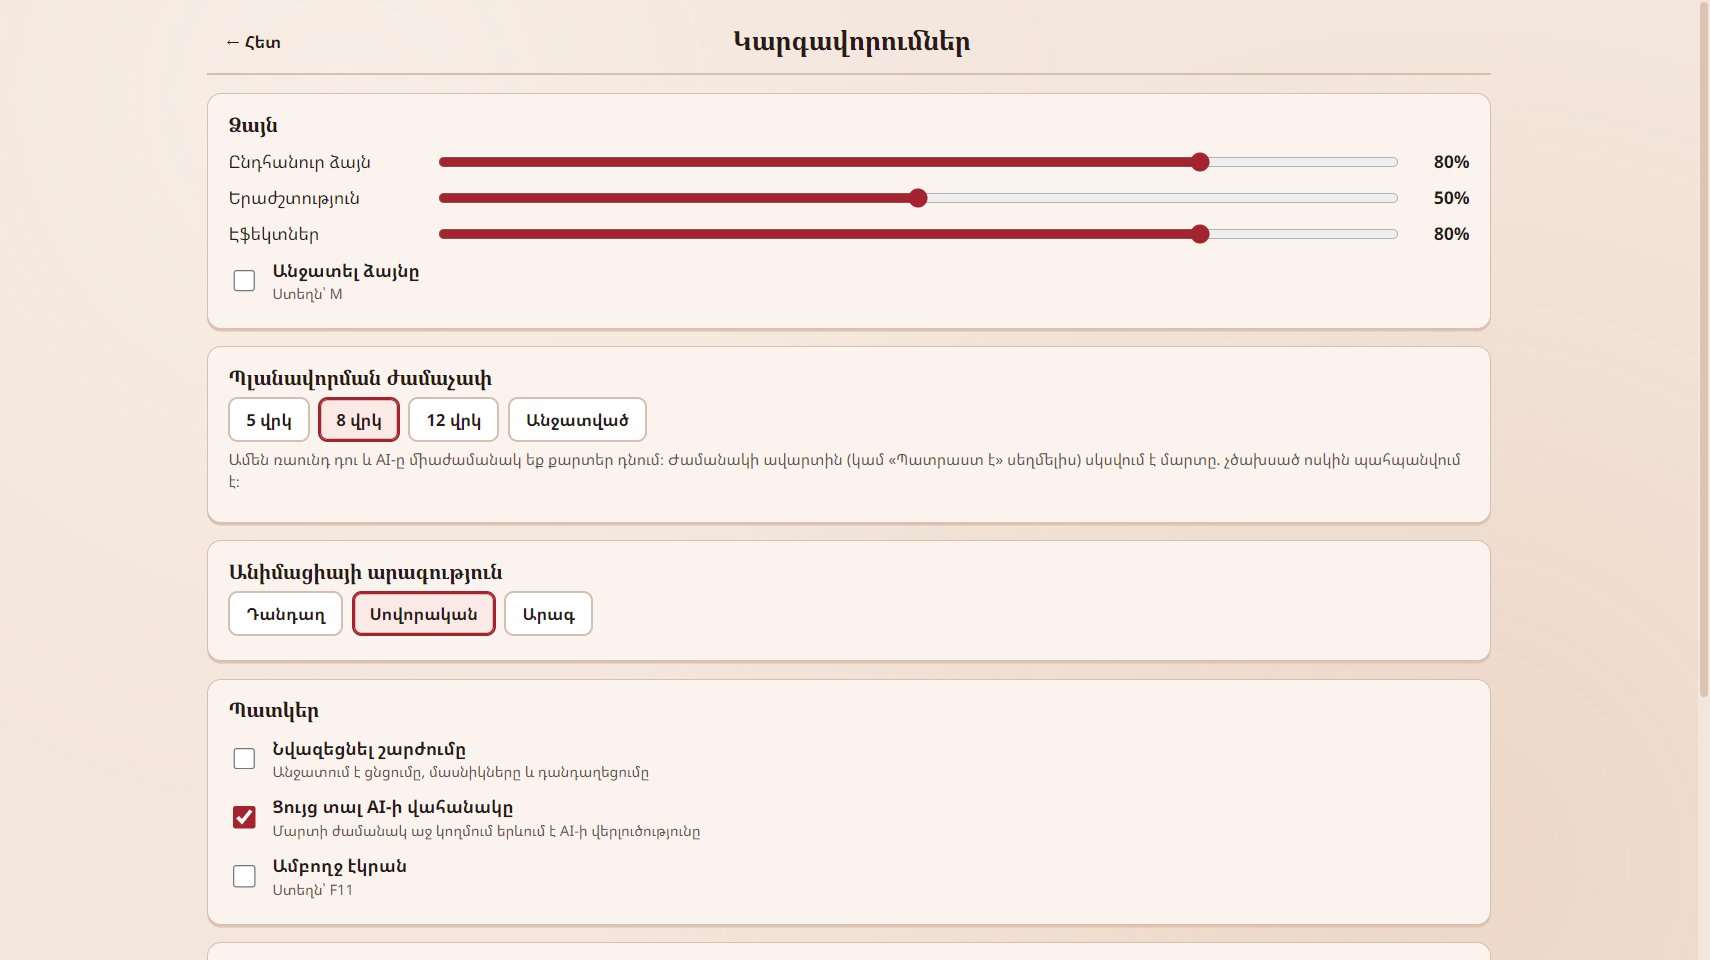 ← Հետ
Կարգավորումներ
Ձայն
Ընդհանուր ձայն 80%
Երաժշտություն 50%
Էֆեկտներ 80%
Անջատել ձայնը
Ստեղն՝ M
Պլանավորման ժամաչափ
5 վրկ 8 վրկ 12 վրկ Անջատված
Ամեն ռաունդ դու և AI-ը միաժամանակ եք քարտեր դնում: Ժամանակի ավարտին (կամ «Պատրաստ է» սեղմելիս) սկսվում է մարտը. չծախսած ոսկին պահպանվում
է:
Անիմացիայի արագություն
Դանդաղ Սովորական Արագ
Պատկեր
Նվազեցնել շարժումը
Անջատում է ցնցումը, մասնիկները և դանդաղեցումը
Ցույց տալ AI-ի վահանակը
Մարտի ժամանակ աջ կողմում երևում է AI-ի վերլուծությունը
Ամբողջ էկրան
Ստեղն՝ F11